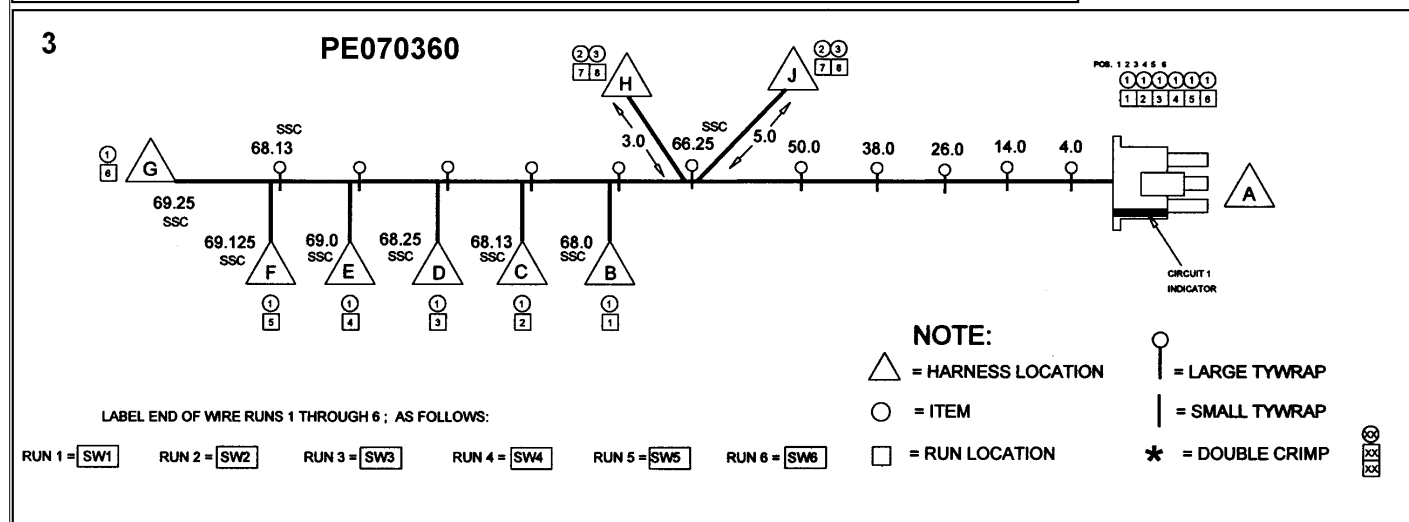 3
PE070360
2 3
7 8
H
2 3
7 8
J
POS. 1 2 3 4 5 6
1 1 1 1 1 1
1 2 3 4 5 6
SSC
68.13
3.0
SSC
66.25
5.0
50.0
38.0
26.0
14.0
4.0
1
6
G
A
69.25
SSC
69.125
SSC
69.0
SSC
68.25
SSC
68.13
SSC
68.0
SSC
F
E
D
C
B
1
5
1
4
1
3
1
2
1
1
CIRCUIT 1
INDICATOR
NOTE:
= HARNESS LOCATION
= LARGE TYWRAP
= ITEM
= SMALL TYWRAP
= RUN LOCATION
* = DOUBLE CRIMP
XX
XX
XX
LABEL END OF WIRE RUNS 1 THROUGH 6 ; AS FOLLOWS:
RUN 1 = SW1 RUN 2 = SW2 RUN 3 = SW3 RUN 4 = SW4 RUN 5 = SW5 RUN 6 = SW6